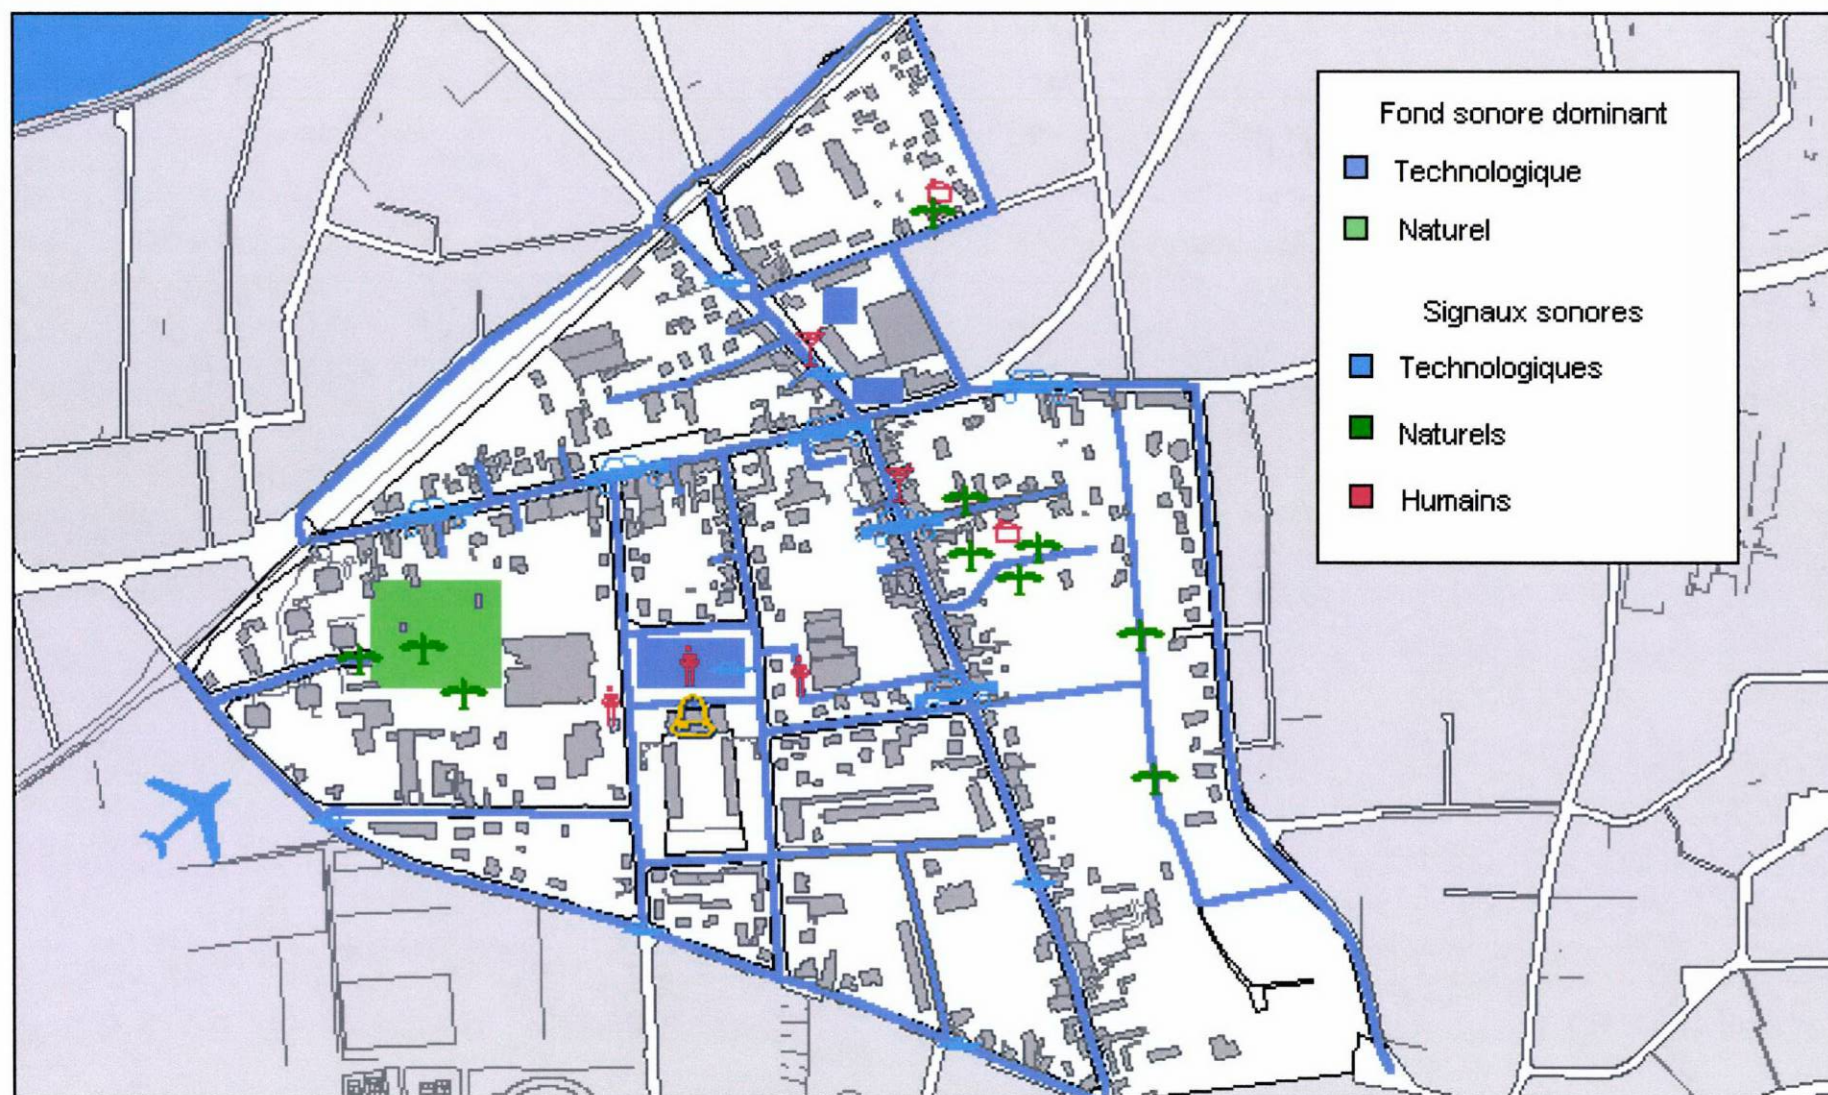 Fond sonore dominant
Technologique
Naturel
Signaux sonores
Technologiques
Naturels
Humains